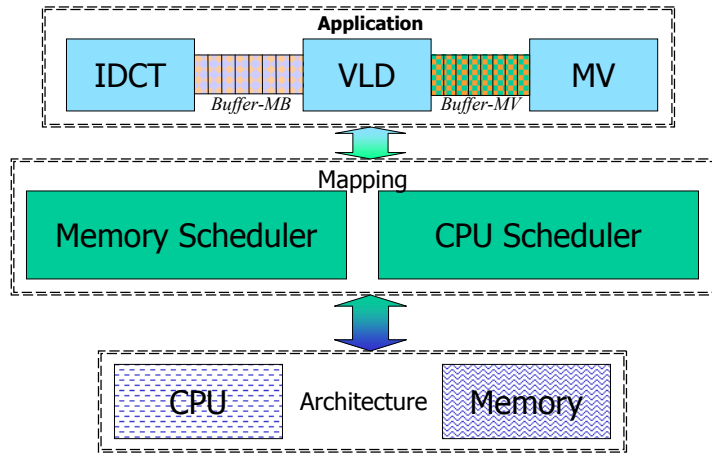 Application
IDCT VLD MV
Buffer-MB Buffer-MV
Mapping
Memory Scheduler CPU Scheduler
CPU Architecture Memory